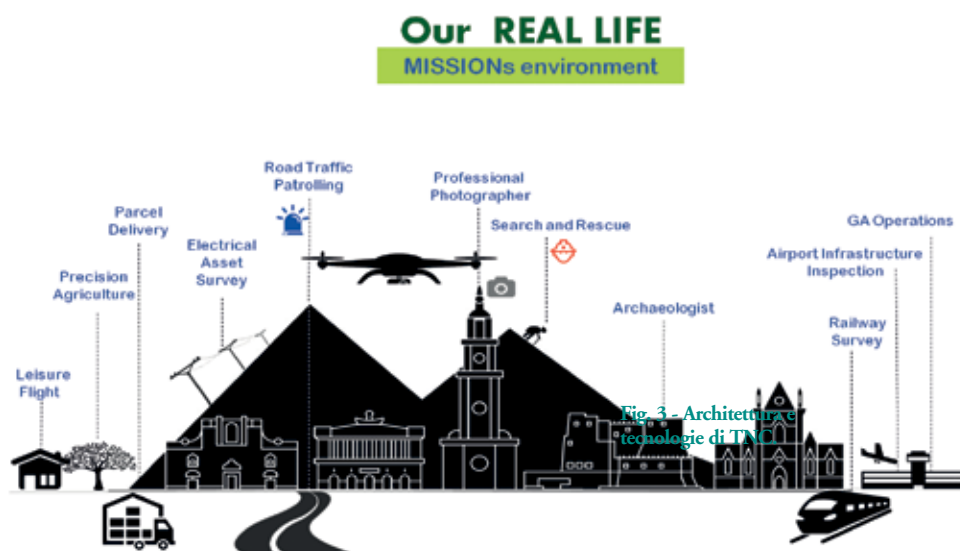 Our REAL LIFE
MISSIONs environment
Road Traffic
Patrolling
Professional
Photographer
Parcel
Delivery
Search and Rescue
GA Operations
Electrical
Asset
Survey
Airport Infrastructure
Inspection
Precision
Agriculture
Archaeologist
Railway
Survey
Leisure
Flight
Fig. 3 - Architettura e
tecnologie di TNC.